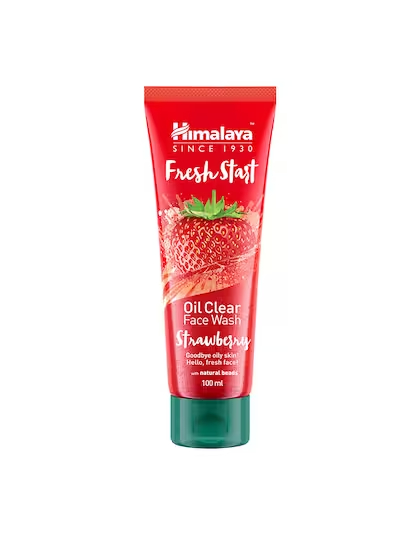 Himalaya
™
SINCE 1930
Fresh Start
Oil Clear
Face Wash
Strawberry
Goodbye oily skin!
Hello, fresh face!
with natural beads
100 ml